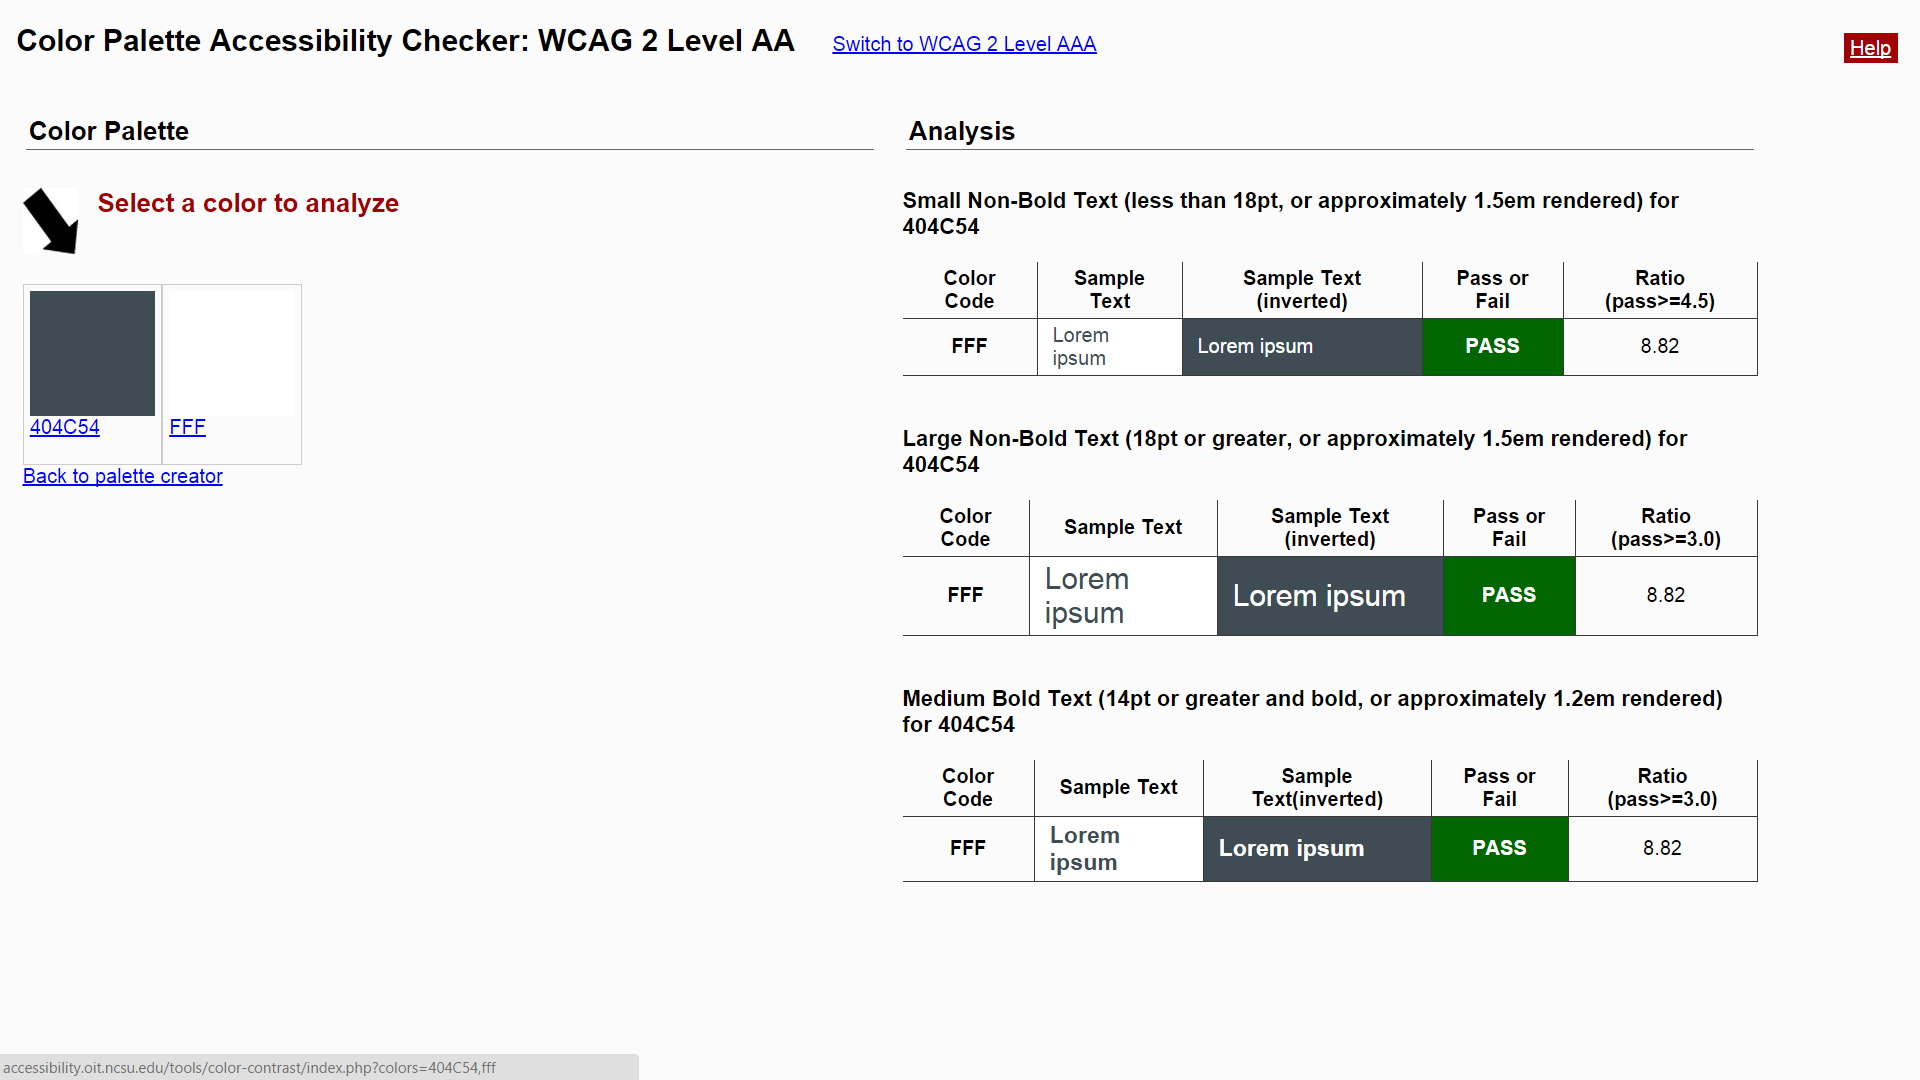 Color Palette Accessibility Checker: WCAG 2 Level AA
Switch to WCAG 2 Level AAA
Help
Color Palette
Select a color to analyze
404C54
FFF
Back to palette creator
Analysis
Small Non-Bold Text (less than 18pt, or approximately 1.5em rendered) for
404C54
Color
Code
Sample
Text
Sample Text
(inverted)
Pass or
Fail
Ratio
(pass>=4.5)
FFF
Lorem
ipsum
Lorem ipsum
PASS
8.82
Large Non-Bold Text (18pt or greater, or approximately 1.5em rendered) for
404C54
Color
Code
Sample Text
Sample Text
(inverted)
Pass or
Fail
Ratio
(pass>=3.0)
FFF
Lorem
ipsum
Lorem ipsum
PASS
8.82
Medium Bold Text (14pt or greater and bold, or approximately 1.2em rendered)
for 404C54
Color
Code
Sample Text
Sample
Text(inverted)
Pass or
Fail
Ratio
(pass>=3.0)
FFF
Lorem
ipsum
Lorem ipsum
PASS
8.82
accessibility.oit.ncsu.edu/tools/color-contrast/index.php?colors=404C54,fff